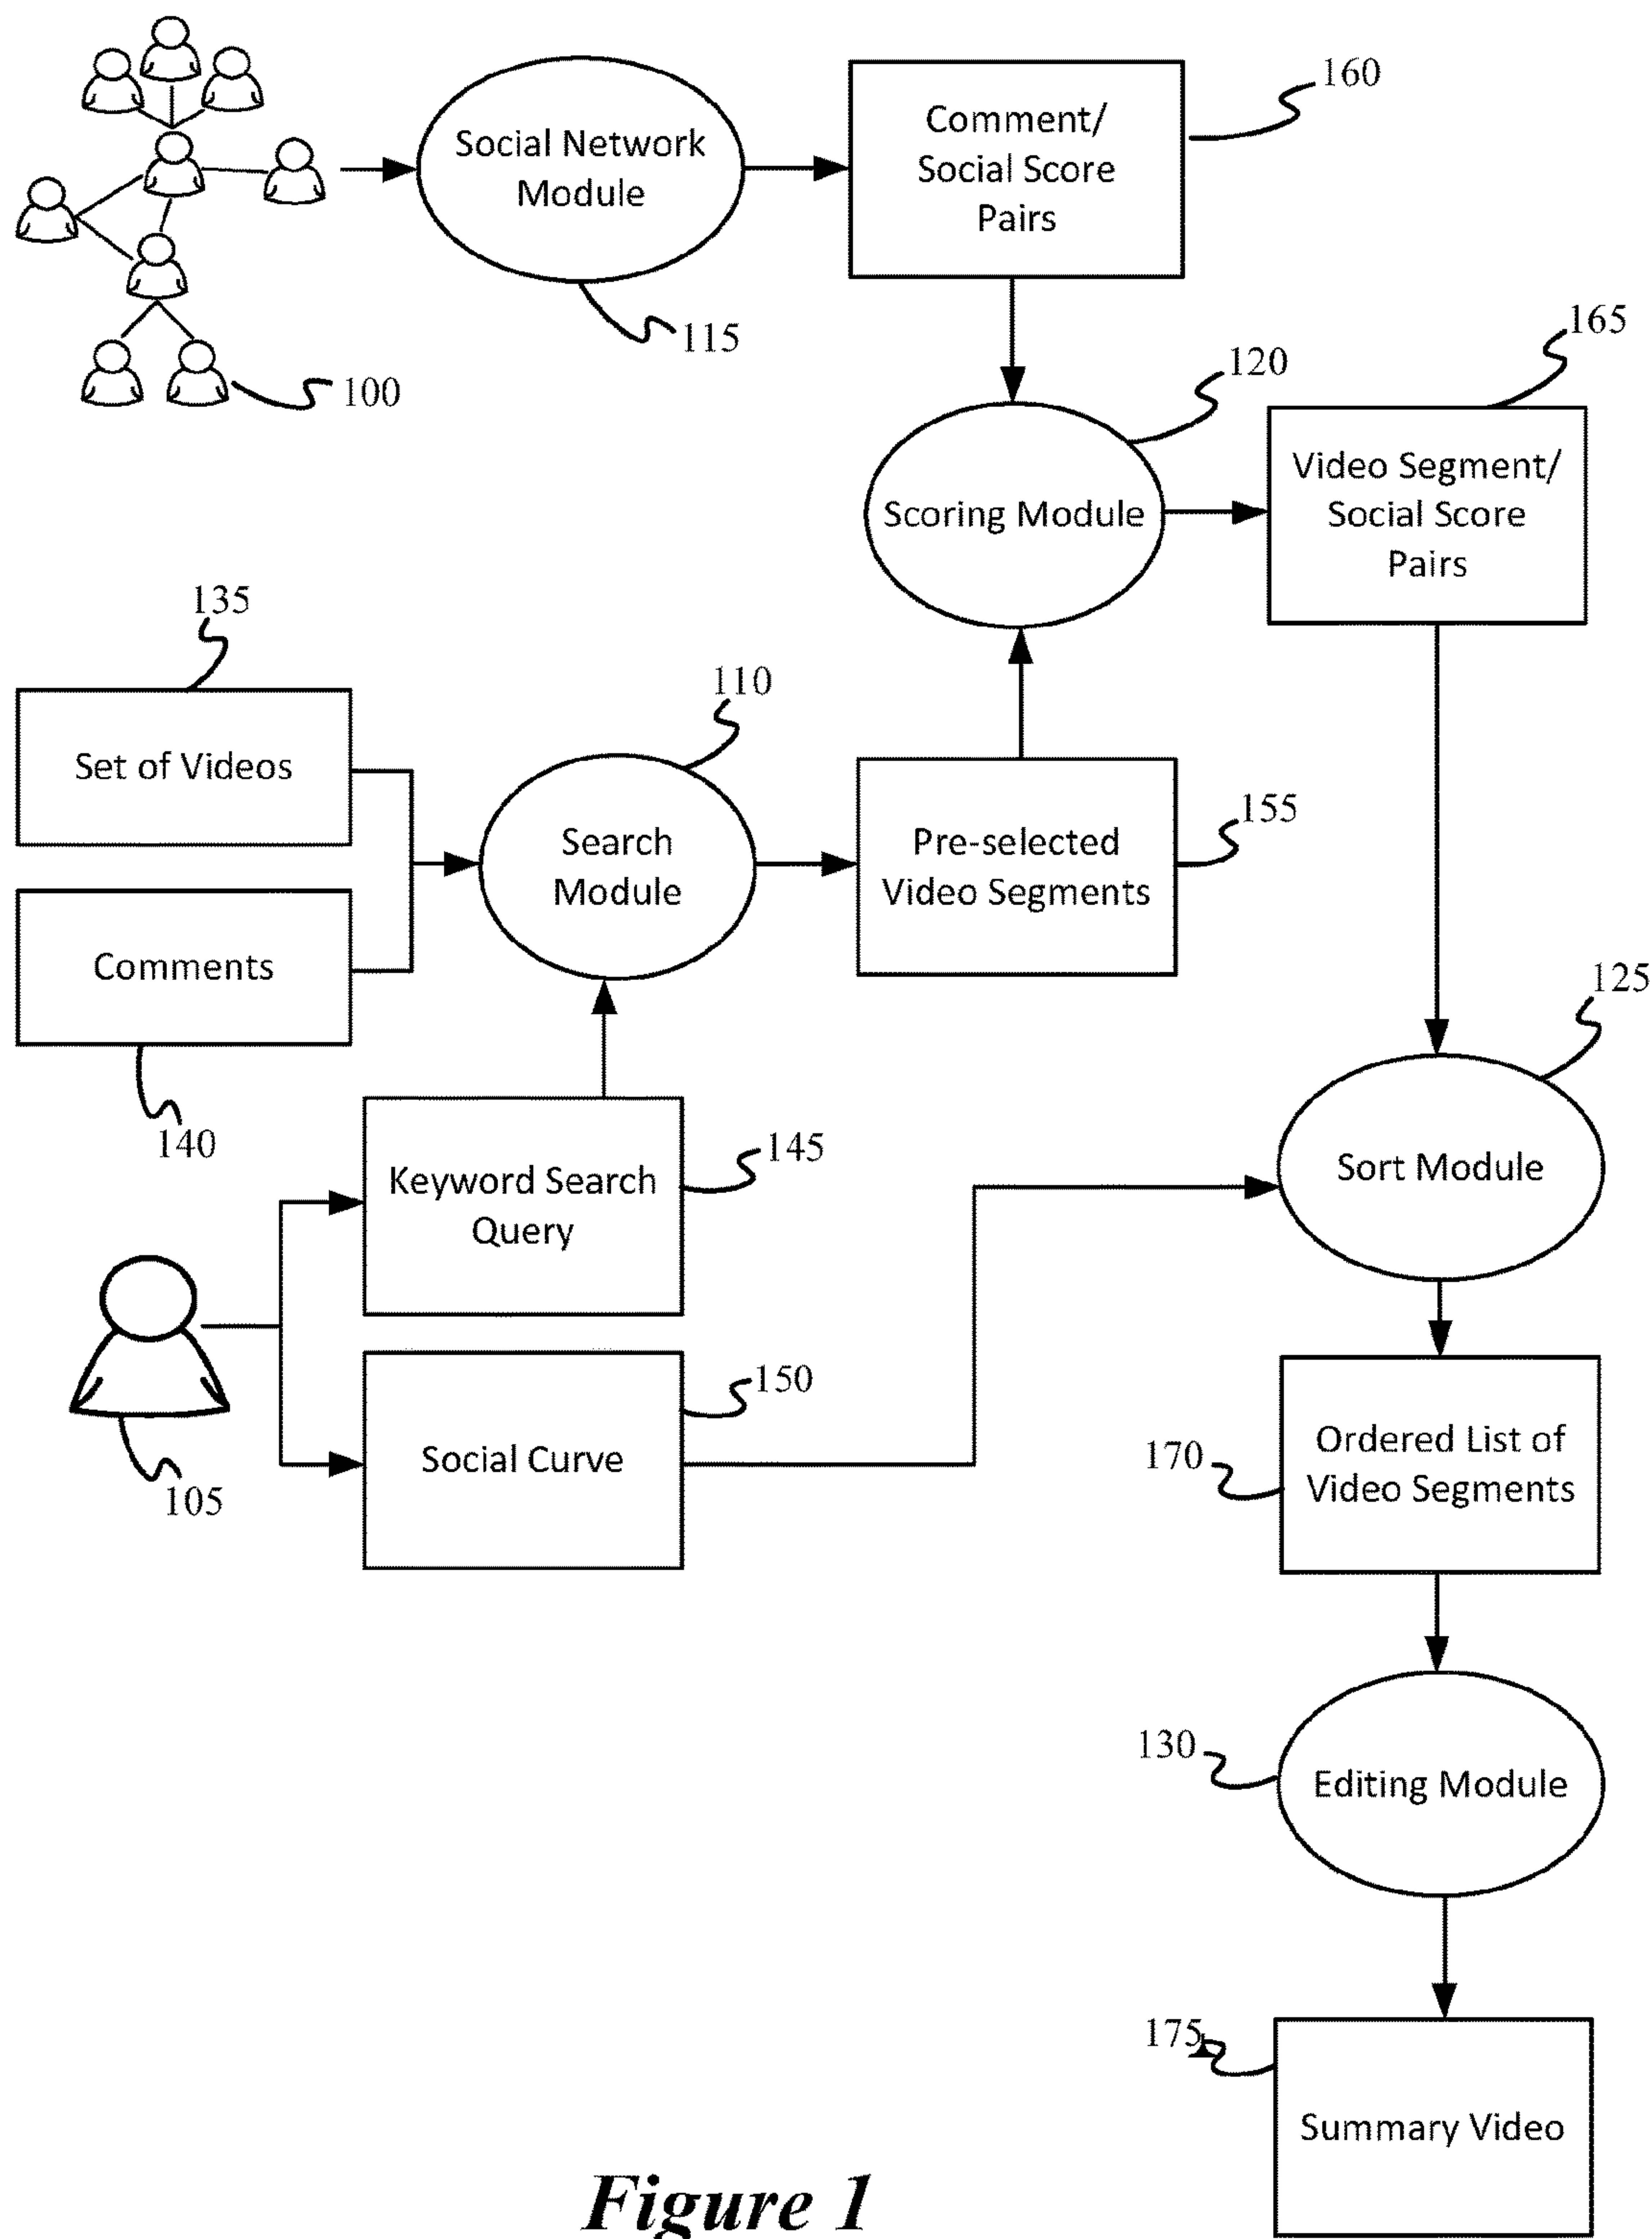 160
Comment/
Social Score
Pairs
Social Network
Module
115
100
165
120
Video Segment/
Social Score
Pairs
Scoring Module
135
110
Set of Videos
Search
Module
155
Pre-selected
Video Segments
Comments
140
125
145
Keyword Search
Query
Sort Module
150
Social Curve
105
170
Ordered List of
Video Segments
130
Editing Module
175
Summary Video
Figure 1